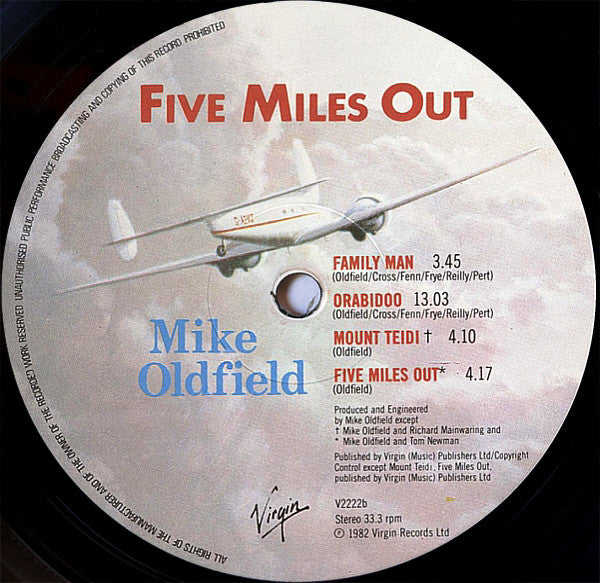 ALL RIGHTS OF THE MANUFACTURER AND OF THE OWNER OF THE RECORDED WORK RESERVED UNAUTHORISED PUBLIC PERFORMANCE BROADCASTING AND COPYING OF THIS RECORD PROHIBITED
FIVE MILES OUT
FAMILY MAN 3.45
(Oldfield/Cross/Fenn/Frye/Reilly/Pert)
ORABIDOO 13.03
(Oldfield/Cross/Fenn/Frye/Reilly/Pert)
MOUNT TEIDI † 4.10
(Oldfield)
FIVE MILES OUT* 4.17
(Oldfield)
Mike
Oldfield
Produced and Engineered
by Mike Oldfield except
† Mike Oldfield and Richard Mainwaring and
* Mike Oldfield and Tom Newman
Published by Virgin (Music) Publishers Ltd/Copyright
Control except Mount Teidi, Five Miles Out,
published by Virgin (Music) Publishers Ltd
Virgin
V2222b
Stereo 33.3 rpm
℗ 1982 Virgin Records Ltd